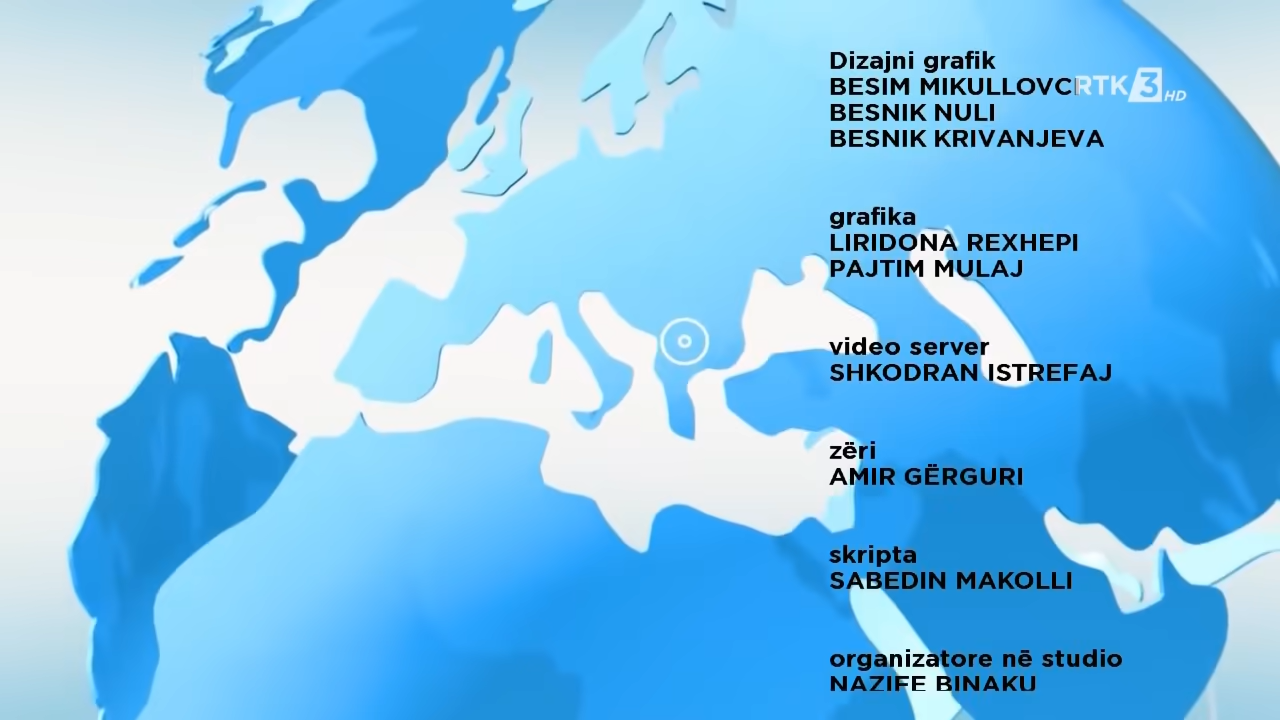 Dizajni grafik
BESIM MIKULLOVCI
RTK 3 HD
BESNIK NULI
BESNIK KRIVANJEVA
grafika
LIRIDONA REXHEPI
PAJTIM MULAJ
video server
SHKODRAN ISTREFAJ
zëri
AMIR GËRGURI
skripta
SABEDIN MAKOLLI
organizatore në studio
NAZIFE BINAKU